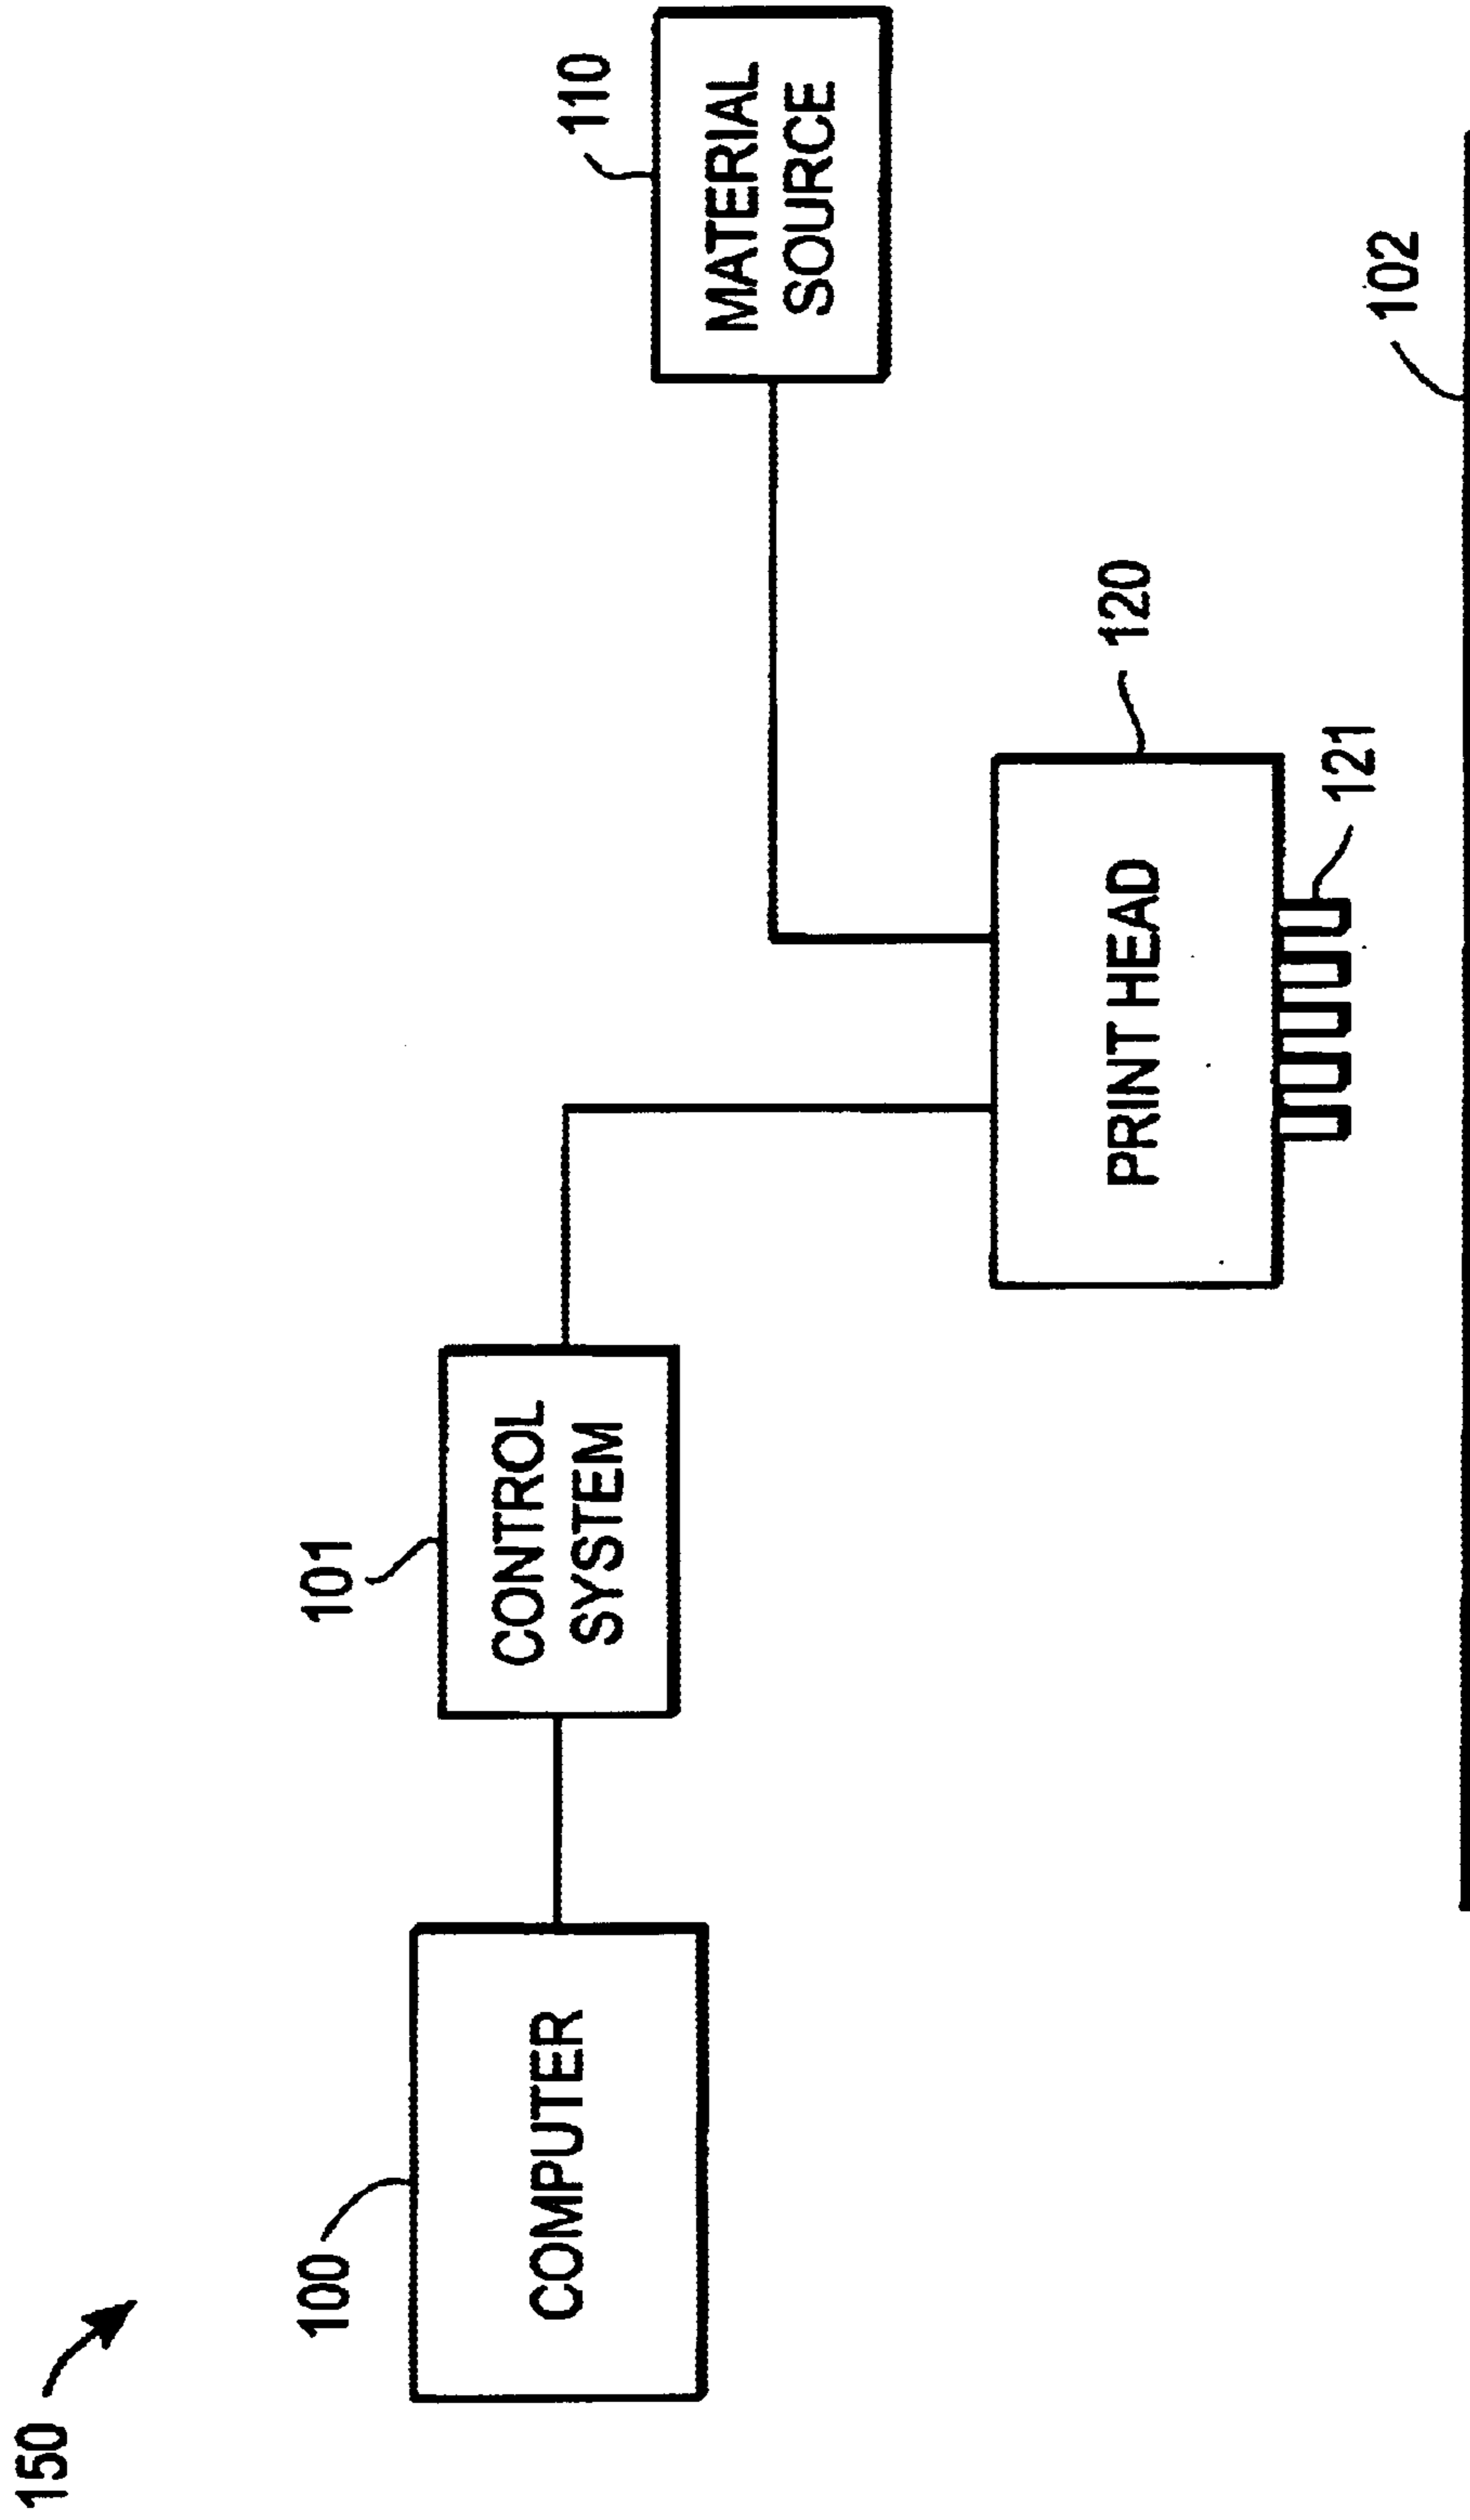 150
100
COMPUTER
101
CONTROL
SYSTEM
110
MATERIAL
SOURCE
120
PRINT HEAD
121
102